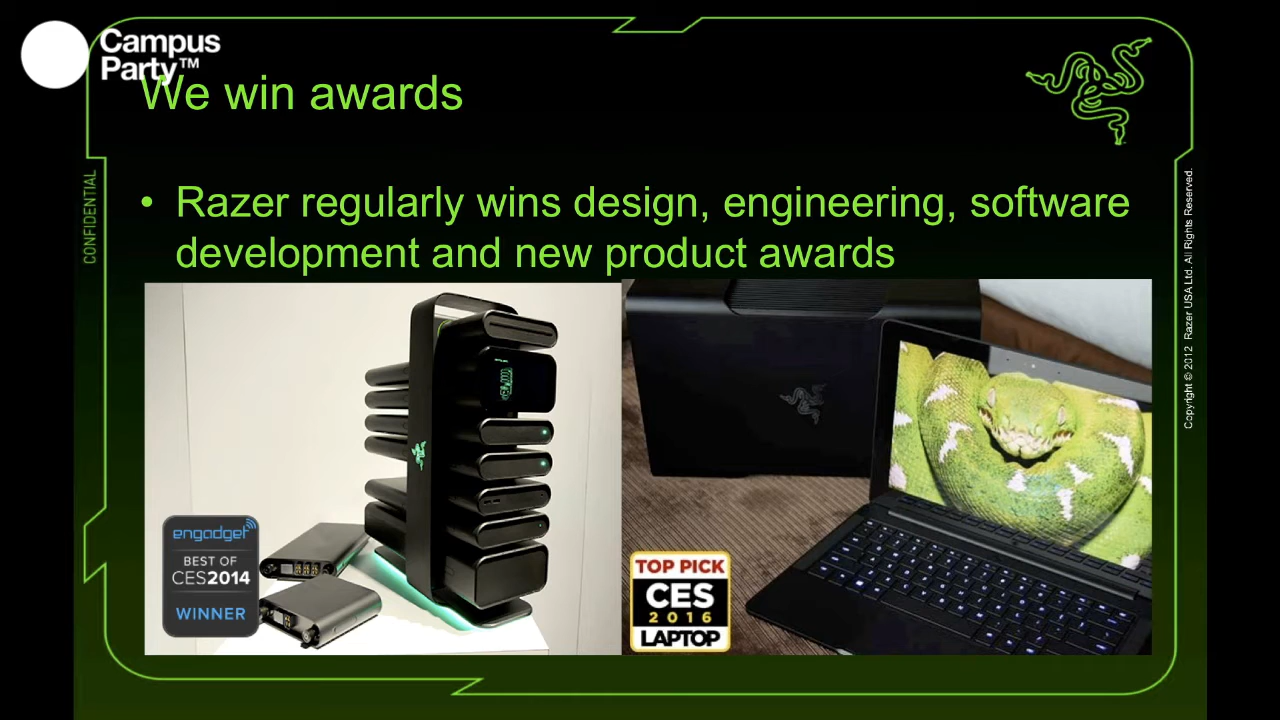 Campus
Party™
We win awards
• Razer regularly wins design, engineering, software
development and new product awards
CONFIDENTIAL
Copyright © 2012 Razer USA Ltd. All Rights Reserved.
engadget
BEST OF
CES2014
WINNER
TOP PICK
CES
2016
LAPTOP